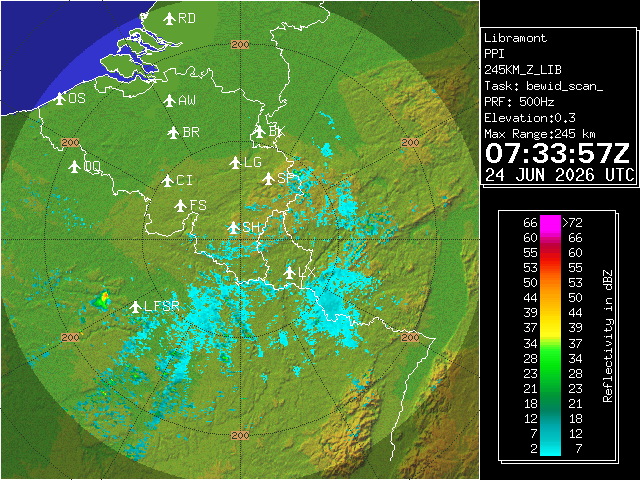 RD
200
OS
AW
BR
BK
200
200
QQ
LG
CI
SP
FS
SH
LX
LFSR
200
200
200
Libramont
PPI
245KM_Z_LIB
Task: bewid_scan_
PRF: 500Hz
Elevation:0.3
Max Range:245 km
07:33:57Z
24 JUN 2026 UTC
66 >72
60 66
55 60
53 55
50 53
44 50
39 44
37 39
34 37
28 34
23 28
21 23
18 21
12 18
7 12
2 7
Reflectivity in dBZ